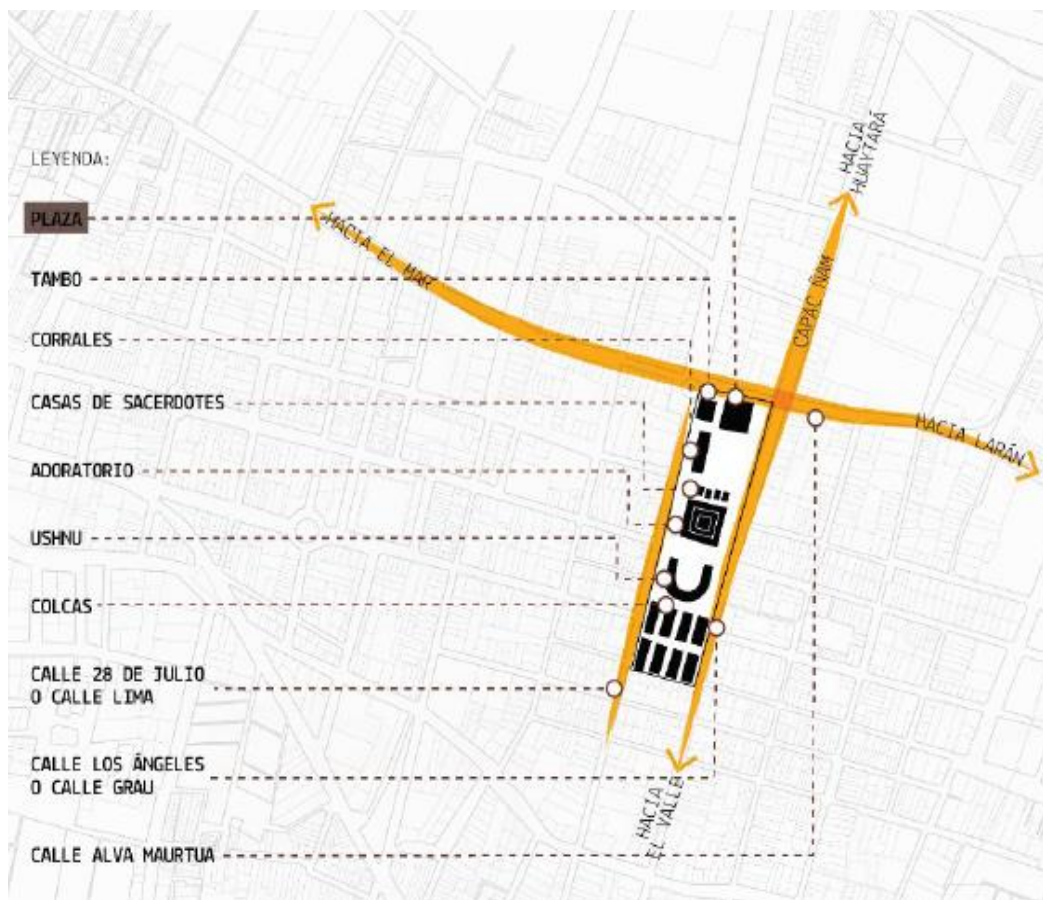 LEYENDA:
PLAZA
TAMBO
CORRALES
CASAS DE SACERDOTES
ADORATORIO
USHNU
COLCAS
CALLE 28 DE JULIO
O CALLE LIMA
CALLE LOS ÁNGELES
O CALLE GRAU
CALLE ALVA MAURTUA
HACIA EL MAR
CAPAC ÑAM
HACIA
HUAYTARÁ
HACIA LARÁN
HACIA
EL VALLE